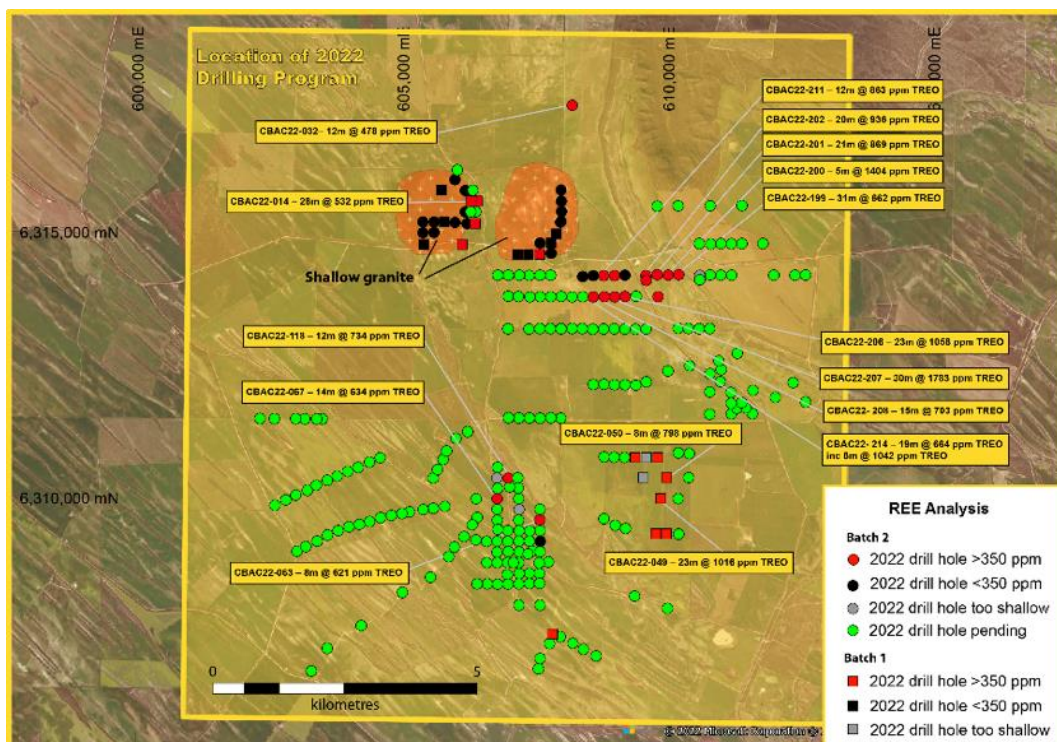 Location of 2022
Drilling Program
600,000 mE
605,000 mE
610,000 mE
CBAC22-211 – 12m @ 863 ppm TREO
CBAC22-202 – 20m @ 936 ppm TREO
CBAC22-032 – 12m @ 478 ppm TREO
CBAC22-201 – 21m @ 869 ppm TREO
CBAC22-200 – 5m @ 1404 ppm TREO
CBAC22-014 – 28m @ 532 ppm TREO
CBAC22-199 – 31m @ 662 ppm TREO
6,315,000 mN
Shallow granite
CBAC22-118 – 12m @ 734 ppm TREO
CBAC22-206 – 23m @ 1058 ppm TREO
CBAC22-067 – 14m @ 634 ppm TREO
CBAC22-207 – 30m @ 1783 ppm TREO
CBAC22- 208 – 15m @ 703 ppm TREO
CBAC22-050 – 8m @ 798 ppm TREO
CBAC22- 214 – 19m @ 664 ppm TREO
inc 8m @ 1042 ppm TREO
6,310,000 mN
CBAC22-063 – 8m @ 621 ppm TREO
CBAC22-049 – 23m @ 1016 ppm TREO
REE Analysis
Batch 2
2022 drill hole >350 ppm
2022 drill hole <350 ppm
2022 drill hole too shallow
2022 drill hole pending
Batch 1
2022 drill hole >350 ppm
2022 drill hole <350 ppm
2022 drill hole too shallow
0 5
kilometres
© 2022 Microsoft Corporation